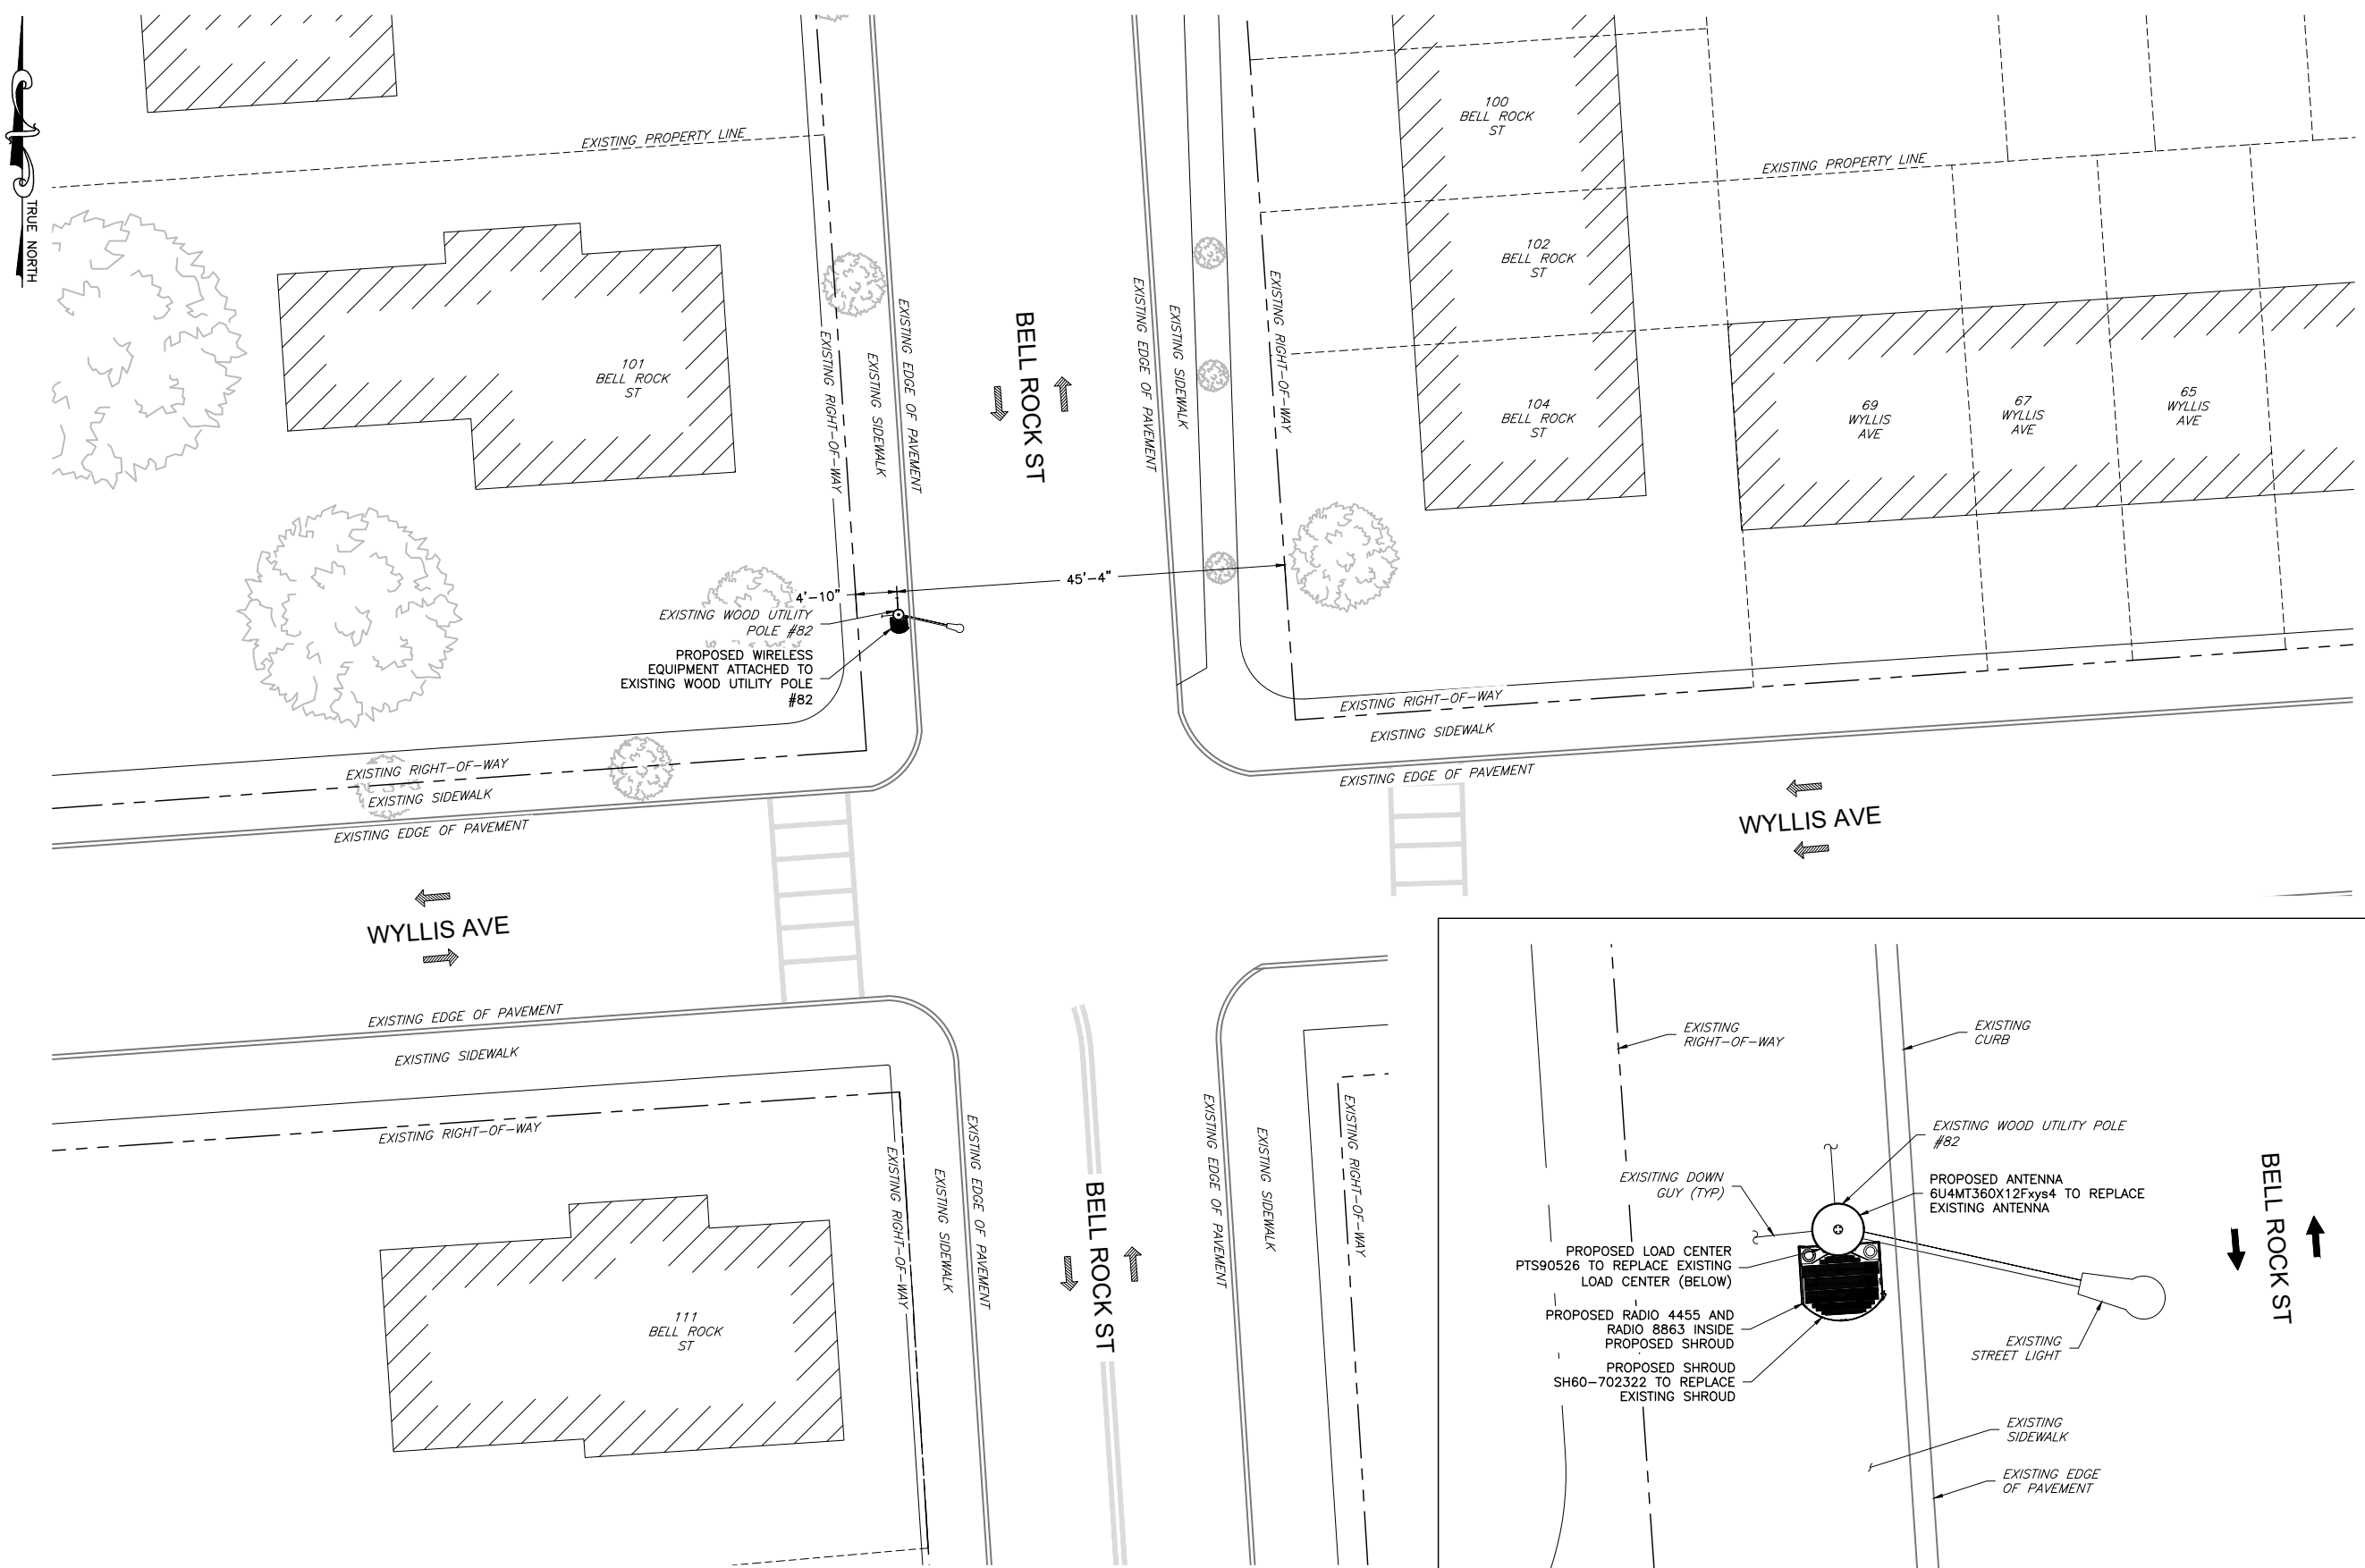 TRUE NORTH
EXISTING PROPERTY LINE
101
BELL ROCK
ST
EXISTING RIGHT-OF-WAY
EXISTING SIDEWALK
EXISTING EDGE OF PAVEMENT
BELL ROCK ST
EXISTING EDGE OF PAVEMENT
EXISTING SIDEWALK
EXISTING RIGHT-OF-WAY
100
BELL ROCK
ST
102
BELL ROCK
ST
104
BELL ROCK
ST
EXISTING PROPERTY LINE
69
WYLLIS
AVE
67
WYLLIS
AVE
65
WYLLIS
AVE
4'-10"
45'-4"
EXISTING WOOD UTILITY
POLE #82
PROPOSED WIRELESS
EQUIPMENT ATTACHED TO
EXISTING WOOD UTILITY POLE
#82
EXISTING RIGHT-OF-WAY
EXISTING SIDEWALK
EXISTING EDGE OF PAVEMENT
EXISTING RIGHT-OF-WAY
EXISTING SIDEWALK
EXISTING EDGE OF PAVEMENT
WYLLIS AVE
WYLLIS AVE
EXISTING EDGE OF PAVEMENT
EXISTING SIDEWALK
EXISTING RIGHT-OF-WAY
EXISTING RIGHT-OF-WAY
EXISTING SIDEWALK
EXISTING EDGE OF PAVEMENT
BELL ROCK ST
EXISTING EDGE OF PAVEMENT
EXISTING SIDEWALK
EXISTING RIGHT-OF-WAY
111
BELL ROCK
ST
EXISTING
RIGHT-OF-WAY
EXISTING
CURB
EXISTING WOOD UTILITY POLE
#82
EXISITING DOWN
GUY (TYP)
PROPOSED ANTENNA
6U4MT360X12Fxys4 TO REPLACE
EXISTING ANTENNA
PROPOSED LOAD CENTER
PTS90526 TO REPLACE EXISTING
LOAD CENTER (BELOW)
PROPOSED RADIO 4455 AND
RADIO 8863 INSIDE
PROPOSED SHROUD
PROPOSED SHROUD
SH60-702322 TO REPLACE
EXISTING SHROUD
EXISTING
STREET LIGHT
BELL ROCK ST
EXISTING
SIDEWALK
EXISTING EDGE
OF PAVEMENT